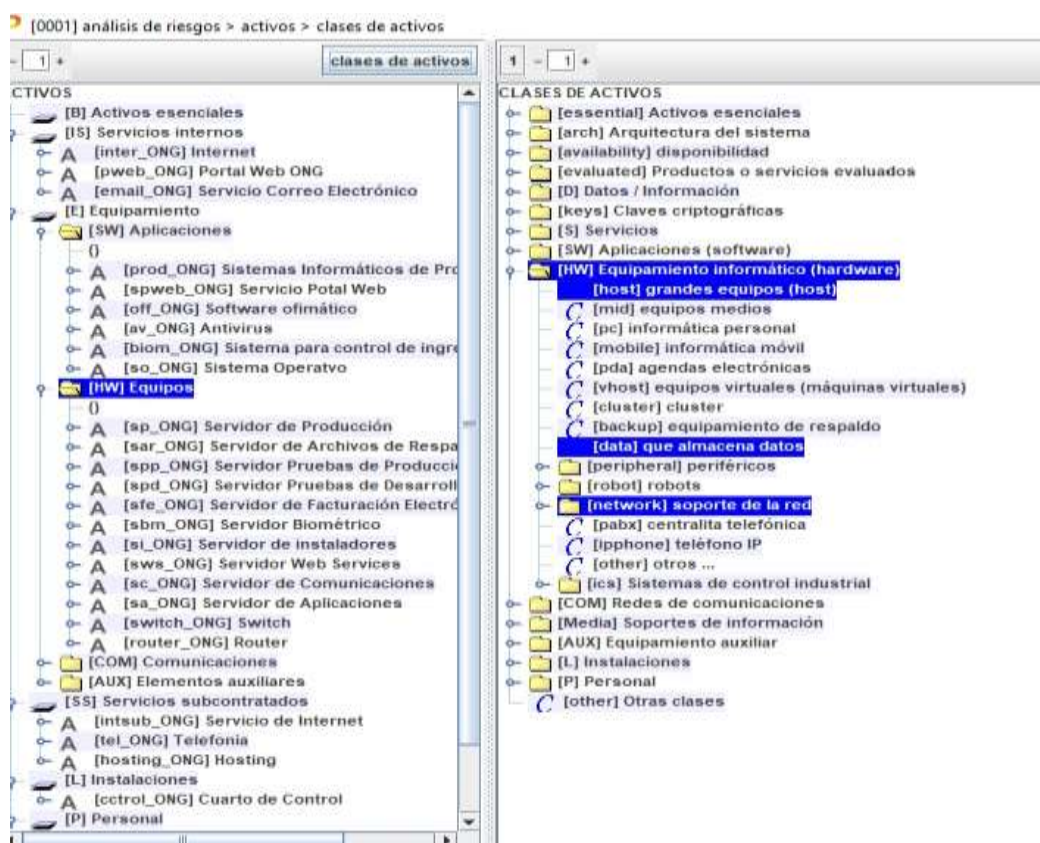 [0001] análisis de riesgos > activos > clases de activos
- 1 +
clases de activos
CTIVOS
[B] Activos esenciales
[IS] Servicios internos
[inter_ONG] Internet
[pweb_ONG] Portal Web ONG
[email_ONG] Servicio Correo Electrónico
[E] Equipamiento
[SW] Aplicaciones
()
[prod_ONG] Sistemas Informáticos de Pro
[spweb_ONG] Servicio Potal Web
[off_ONG] Software ofimático
[av_ONG] Antivirus
[biom_ONG] Sistema para control de ingre
[so_ONG] Sistema Operatvo
[HW] Equipos
()
[sp_ONG] Servidor de Producción
[sar_ONG] Servidor de Archivos de Respa
[spp_ONG] Servidor Pruebas de Producci
[spd_ONG] Servidor Pruebas de Desarroll
[sfe_ONG] Servidor de Facturación Electró
[sbm_ONG] Servidor Biométrico
[si_ONG] Servidor de instaladores
[sws_ONG] Servidor Web Services
[sc_ONG] Servidor de Comunicaciones
[sa_ONG] Servidor de Aplicaciones
[switch_ONG] Switch
[router_ONG] Router
[COM] Comunicaciones
[AUX] Elementos auxiliares
[SS] Servicios subcontratados
[intsub_ONG] Servicio de Internet
[tel_ONG] Telefonia
[hosting_ONG] Hosting
[L] Instalaciones
[cctrol_ONG] Cuarto de Control
[P] Personal
1 - 1 +
CLASES DE ACTIVOS
[essential] Activos esenciales
[arch] Arquitectura del sistema
[availability] disponibilidad
[evaluated] Productos o servicios evaluados
[D] Datos / Información
[keys] Claves criptográficas
[S] Servicios
[SW] Aplicaciones (software)
[HW] Equipamiento informático (hardware)
[host] grandes equipos (host)
[mid] equipos medios
[pc] informática personal
[mobile] informática móvil
[pda] agendas electrónicas
[vhost] equipos virtuales (máquinas virtuales)
[cluster] cluster
[backup] equipamiento de respaldo
[data] que almacena datos
[peripheral] periféricos
[robot] robots
[network] soporte de la red
[pabx] centralita telefónica
[ipphone] teléfono IP
[other] otros ...
[ics] Sistemas de control industrial
[COM] Redes de comunicaciones
[Media] Soportes de información
[AUX] Equipamiento auxiliar
[L] Instalaciones
[P] Personal
[other] Otras clases